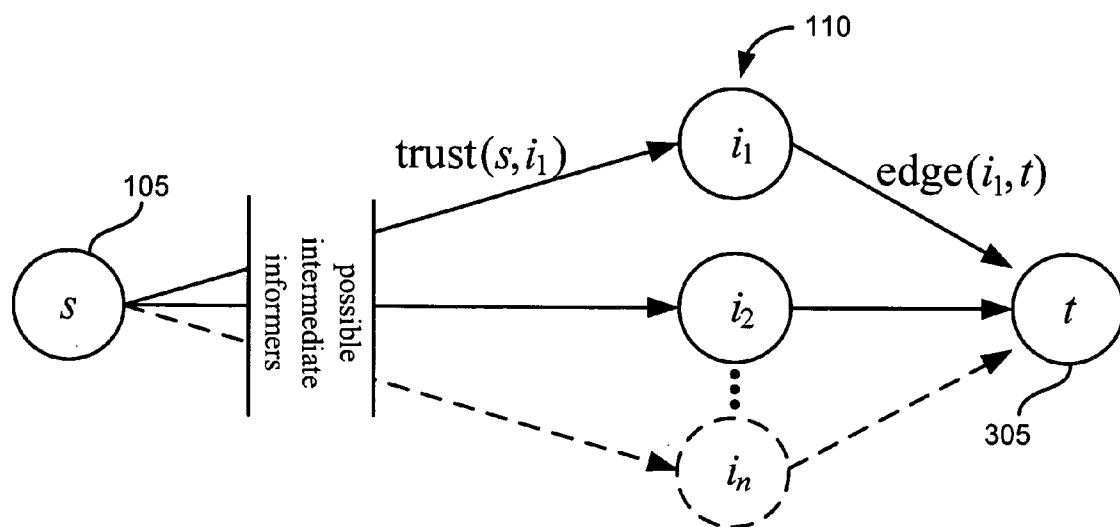 110
trust(s, i₁)
i₁
edge(i₁, t)
105
s
possible
intermediate
informers
i₂
t
iₙ
305